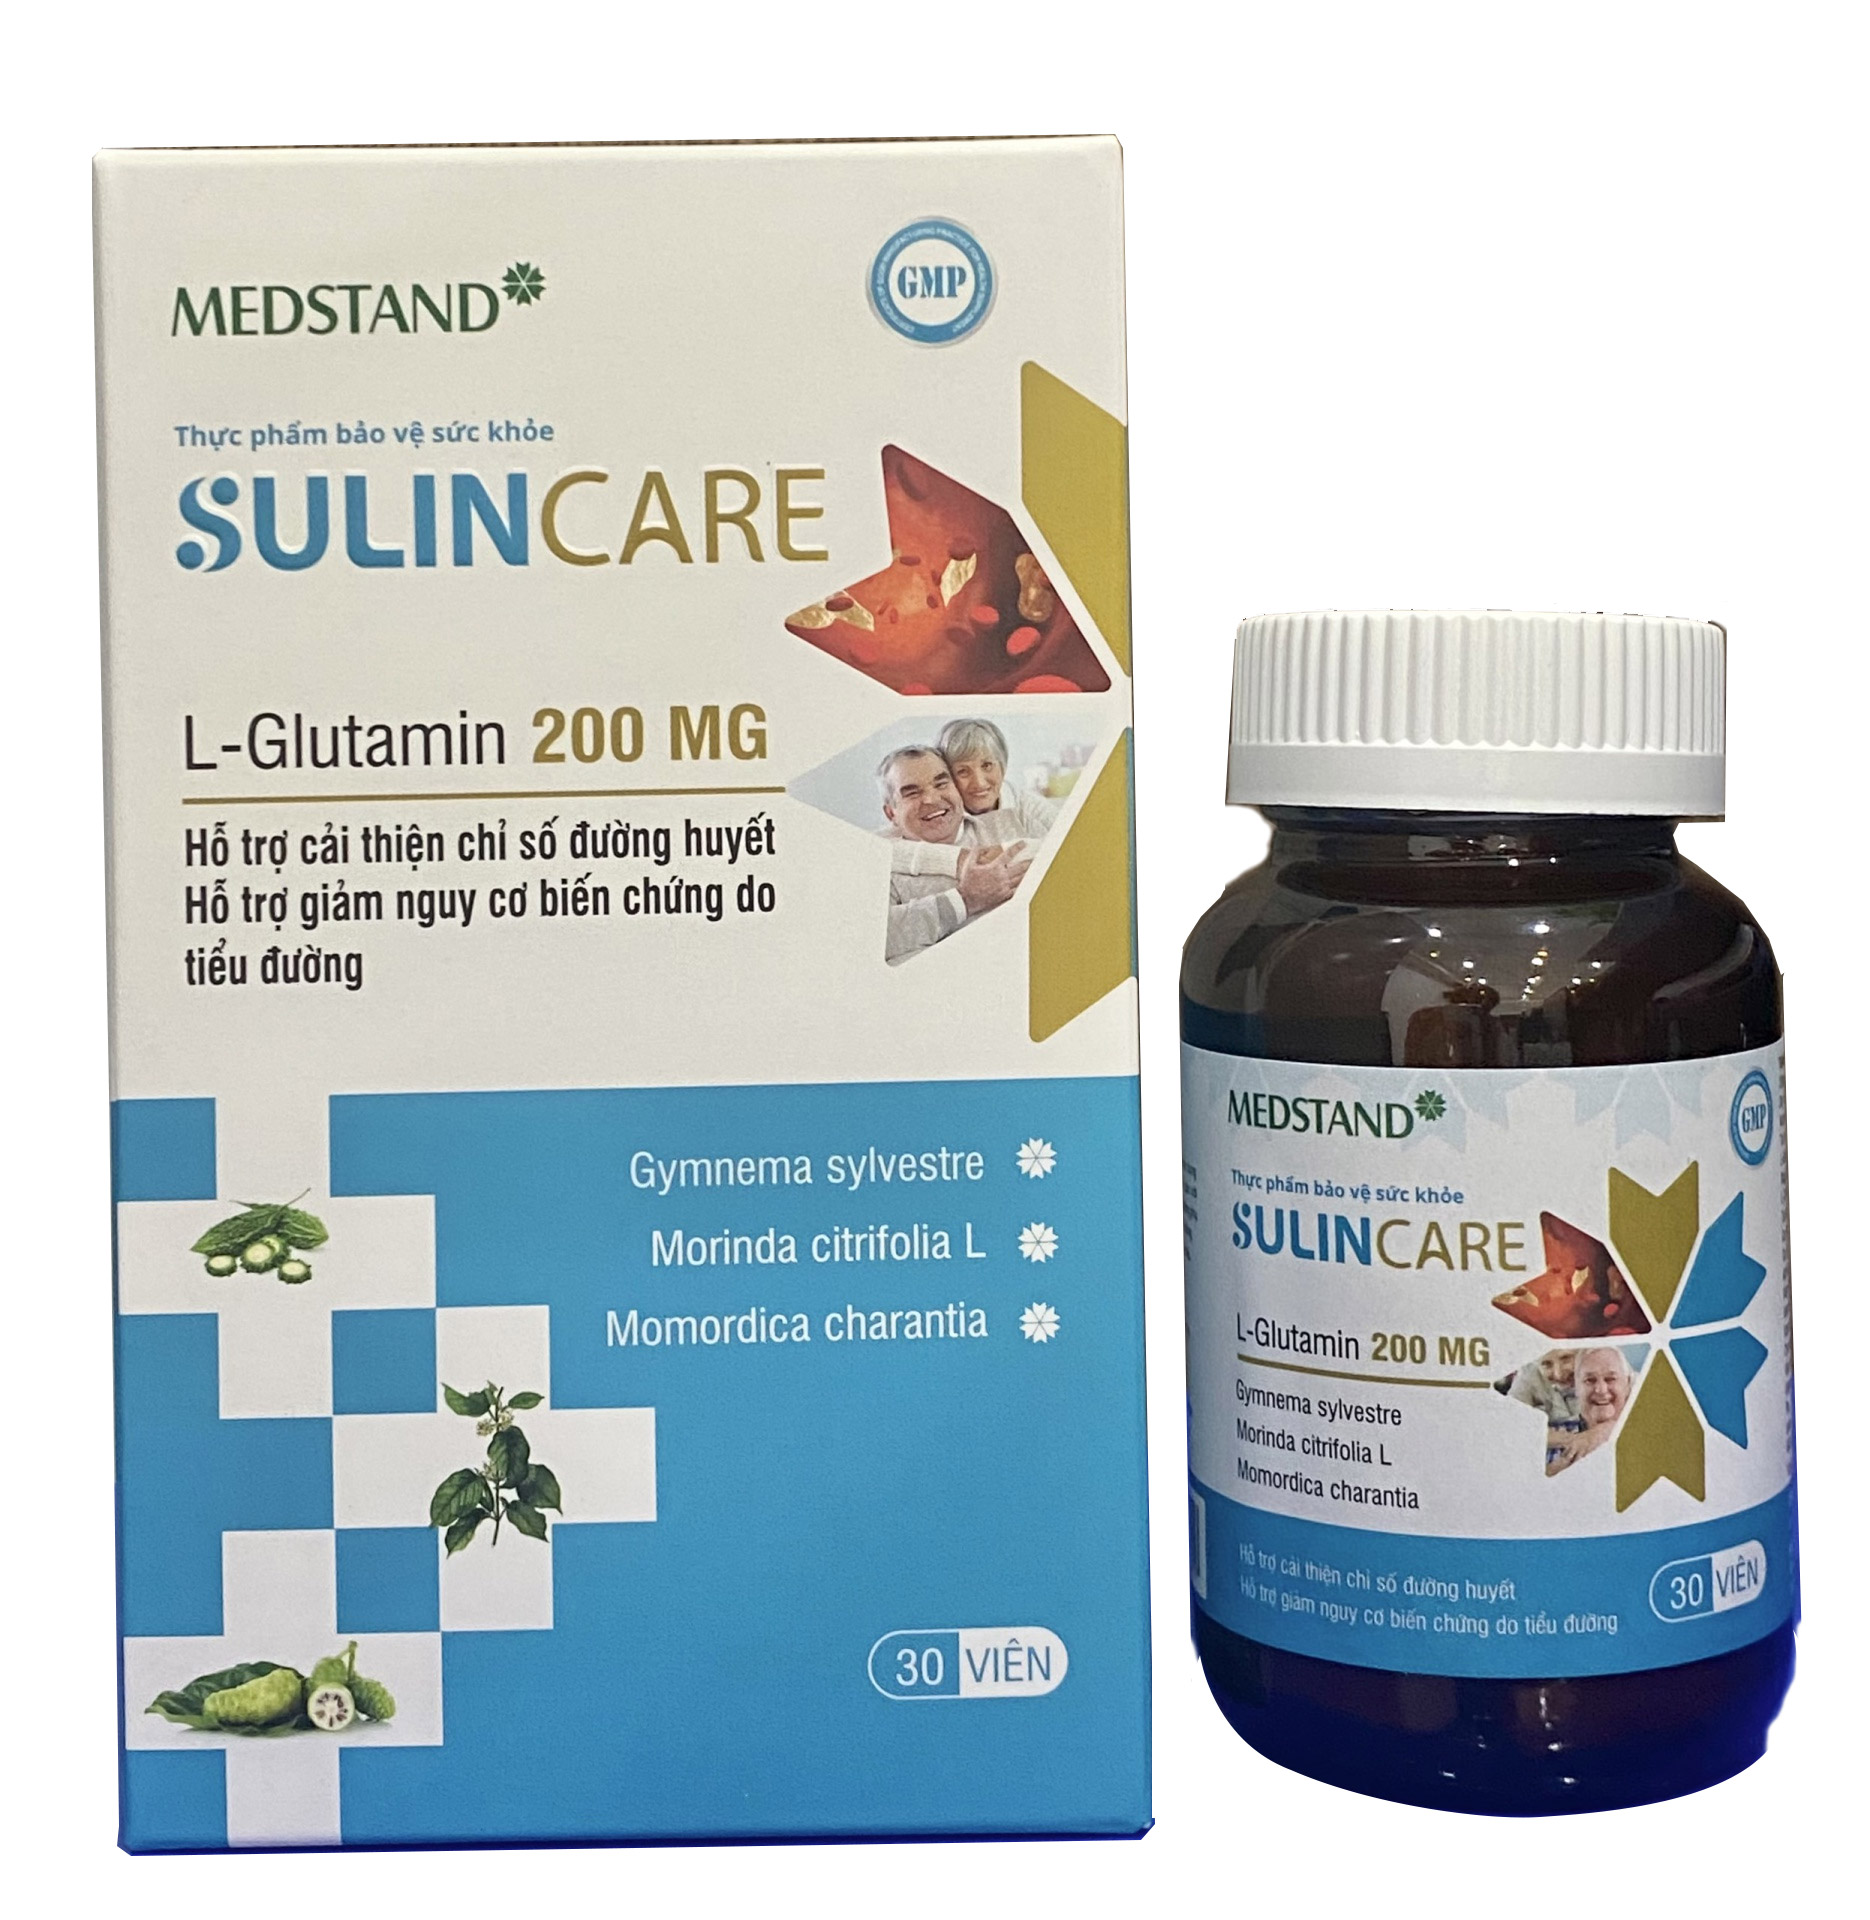 MEDSTAND
GMP
Thực phẩm bảo vệ sức khỏe
SULINCARE
L-Glutamin 200 MG
Hỗ trợ cải thiện chỉ số đường huyết
Hỗ trợ giảm nguy cơ biến chứng do
tiểu đường
Gymnema sylvestre
Morinda citrifolia L
Momordica charantia
30 VIÊN
MEDSTAND
GMP
Thực phẩm bảo vệ sức khỏe
SULINCARE
L-Glutamin 200 MG
Gymnema sylvestre
Morinda citrifolia L
Momordica charantia
Hỗ trợ cải thiện chỉ số đường huyết
Hỗ trợ giảm nguy cơ biến chứng do tiểu đường
30 VIÊN